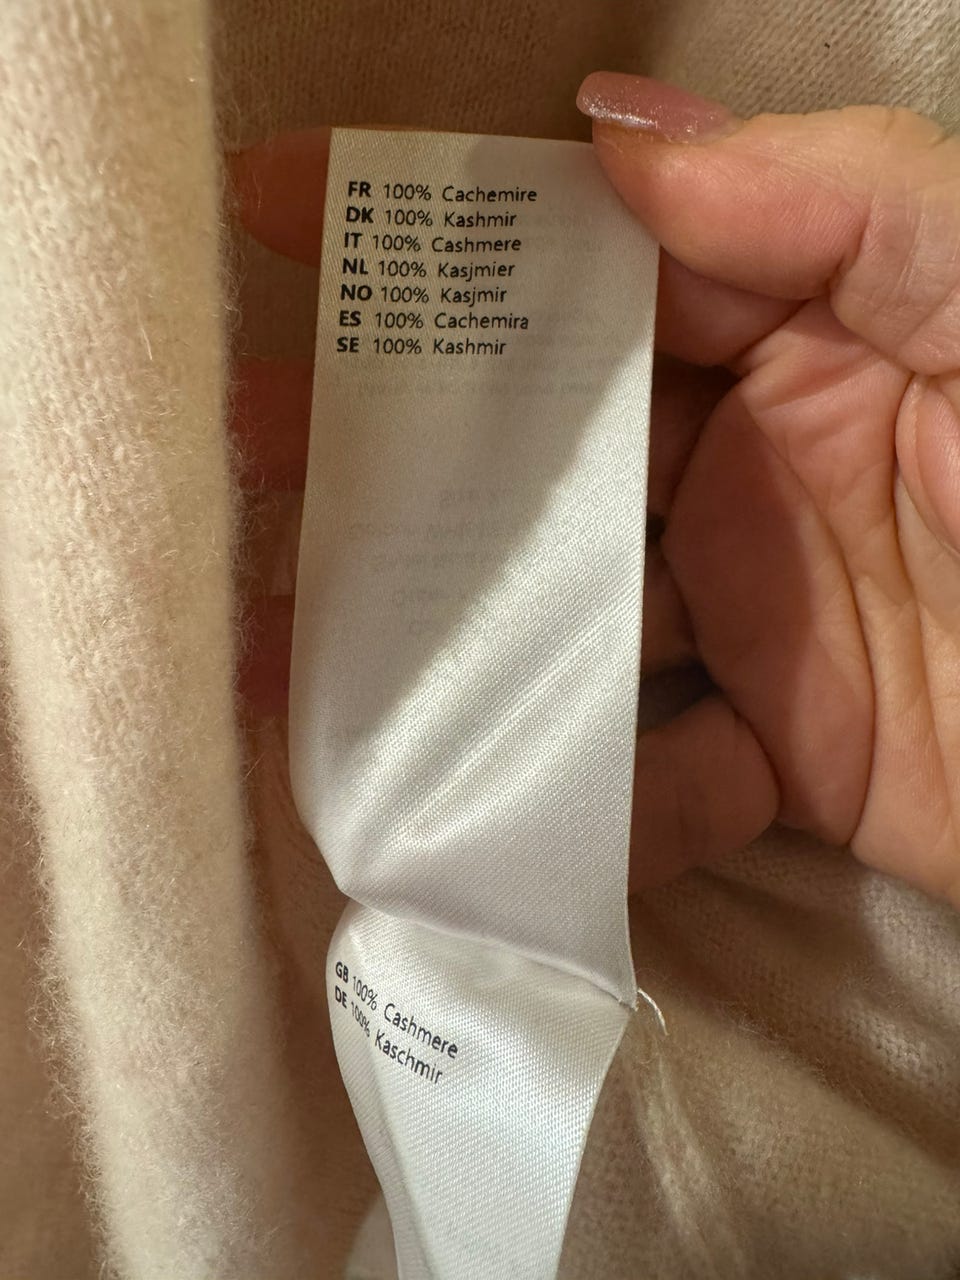 FR 100% Cachemire
DK 100% Kashmir
IT 100% Cashmere
NL 100% Kasjmier
NO 100% Kasjmir
ES 100% Cachemira
SE 100% Kashmir
GB 100% Cashmere
DE 100% Kaschmir